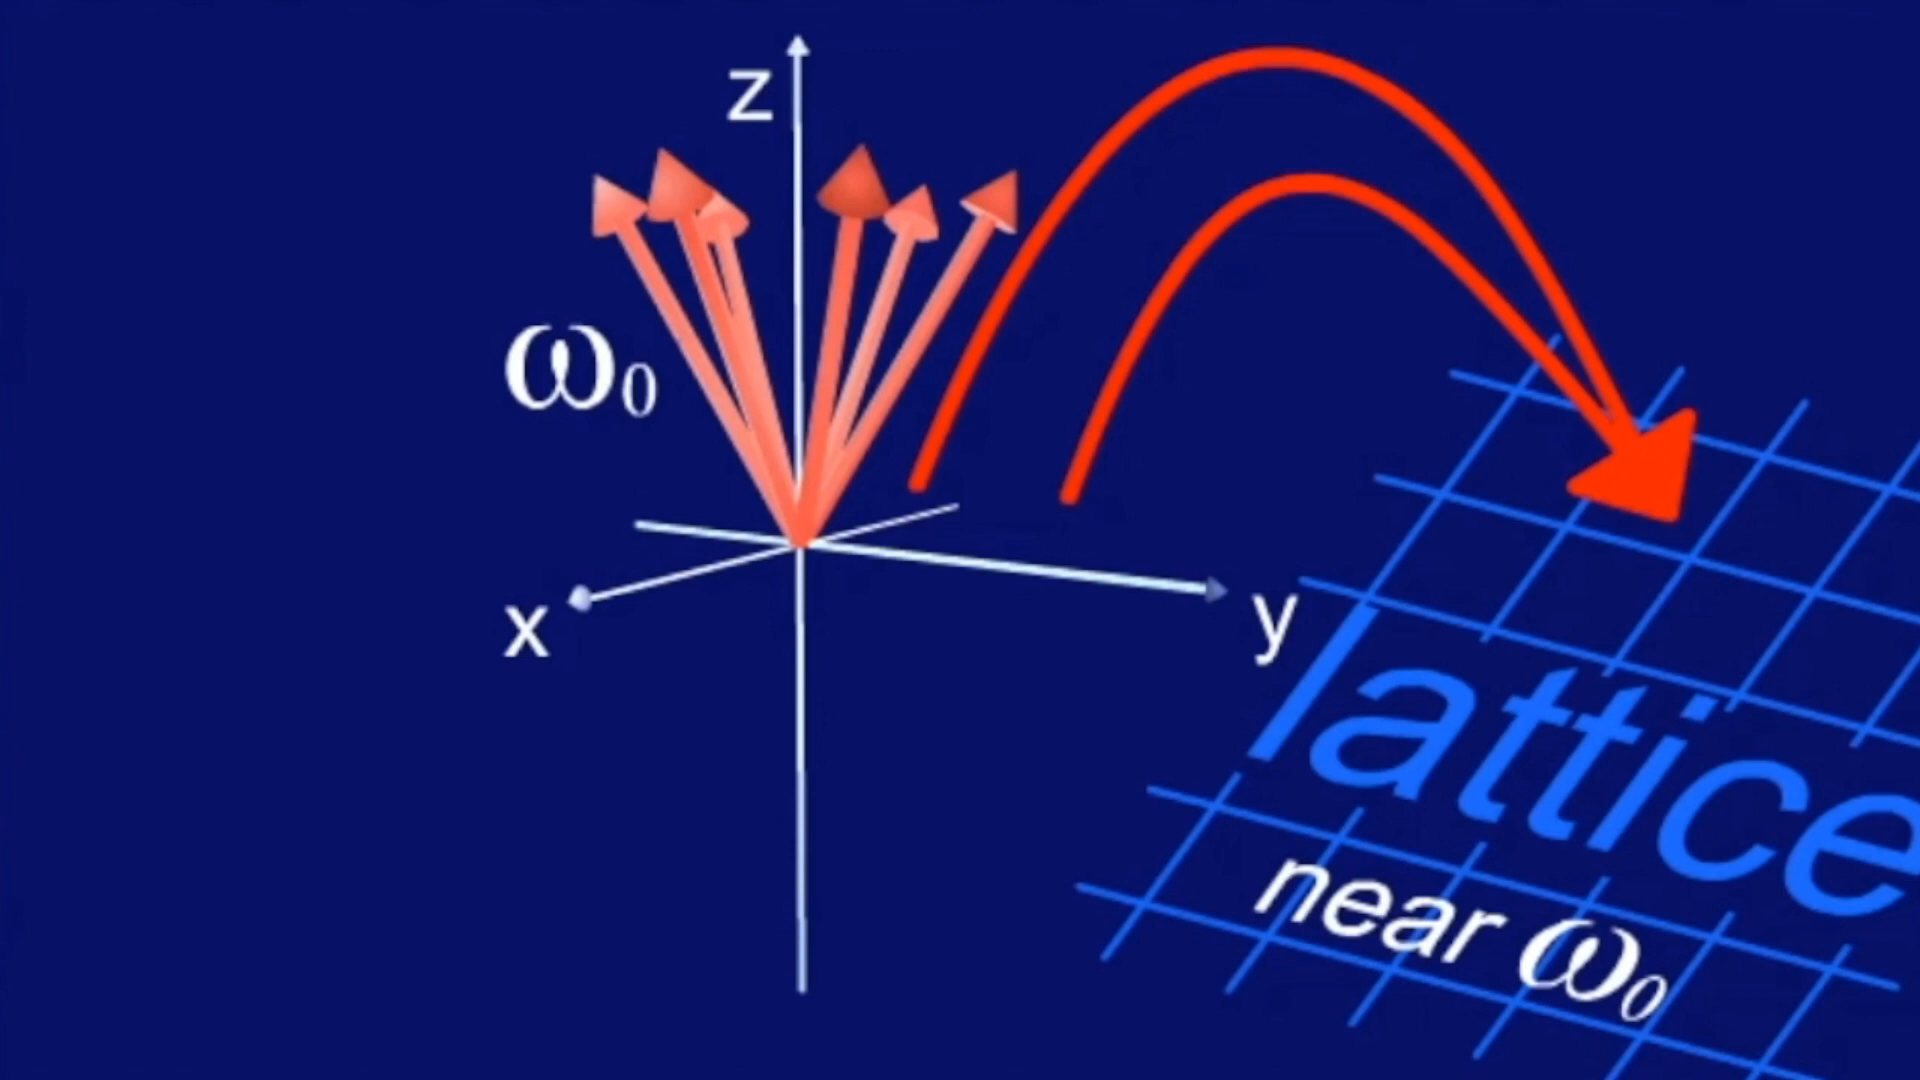 z
ω₀
x
y
lattice
near ω₀